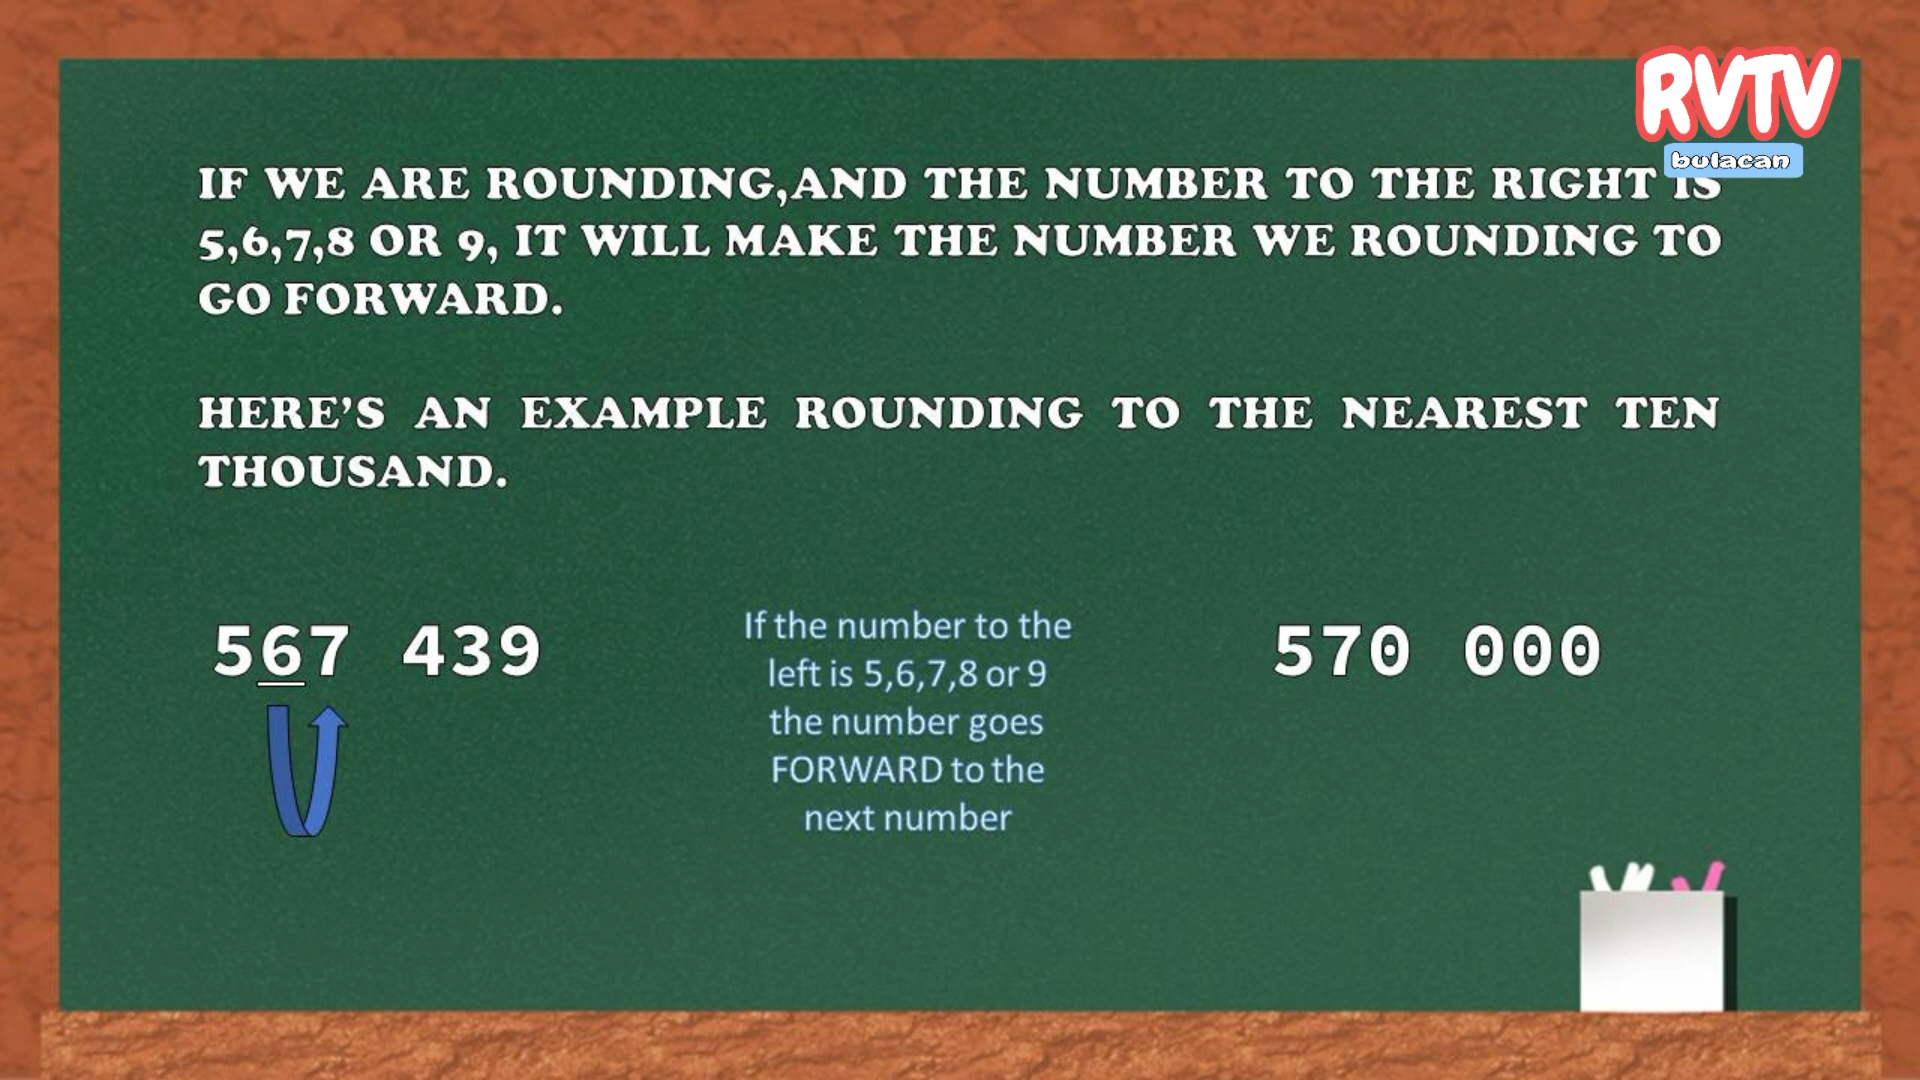 RVTV
bulacan
IF WE ARE ROUNDING,AND THE NUMBER TO THE RIGHT IS
5,6,7,8 OR 9, IT WILL MAKE THE NUMBER WE ROUNDING TO
GO FORWARD.
HERE'S AN EXAMPLE ROUNDING TO THE NEAREST TEN
THOUSAND.
567 439
If the number to the
left is 5,6,7,8 or 9
the number goes
FORWARD to the
next number
570 000